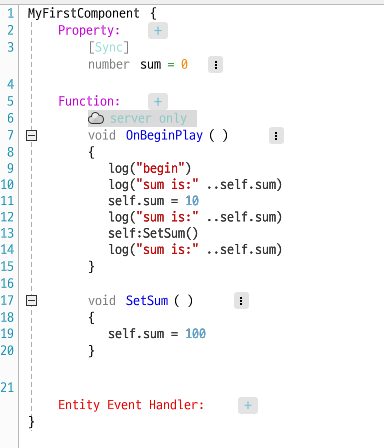 1 MyFirstComponent {
2 Property: +
3 [Sync]
number sum = 0
4
5 Function: +
6 server only
7 void OnBeginPlay ( )
8 {
9 log("begin")
10 log("sum is:" ..self.sum)
11 self.sum = 10
12 log("sum is:" ..self.sum)
13 self:SetSum()
14 log("sum is:" ..self.sum)
15 }
16
17 void SetSum ( )
18 {
19 self.sum = 100
20 }
21
Entity Event Handler: +
}